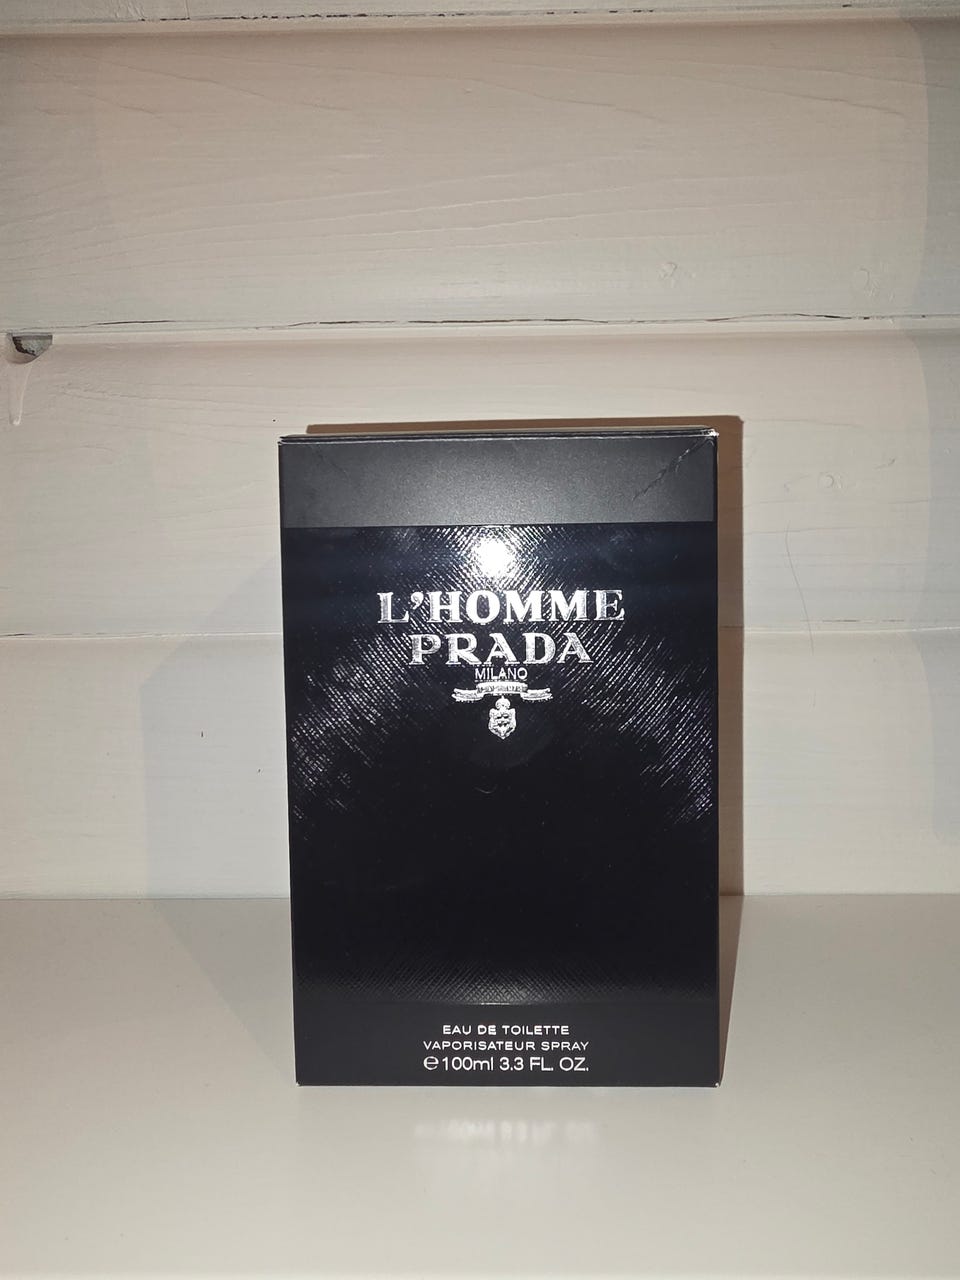 L'HOMME
PRADA
MILANO
EAU DE TOILETTE
VAPORISATEUR SPRAY
℮100ml 3.3 FL. OZ.